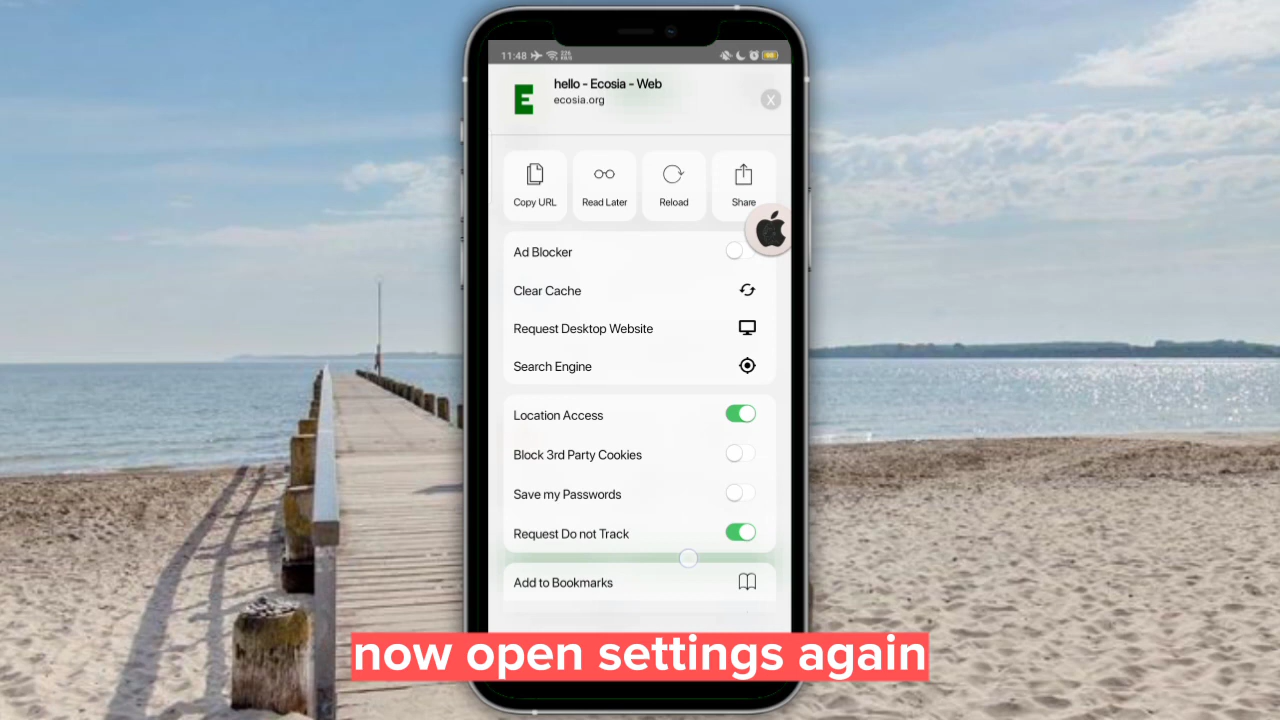 11:48
hello - Ecosia - Web
ecosia.org
E
X
Copy URL
Read Later
Reload
Share
Ad Blocker
Clear Cache
Request Desktop Website
Search Engine
Location Access
Block 3rd Party Cookies
Save my Passwords
Request Do not Track
Add to Bookmarks
now open settings again